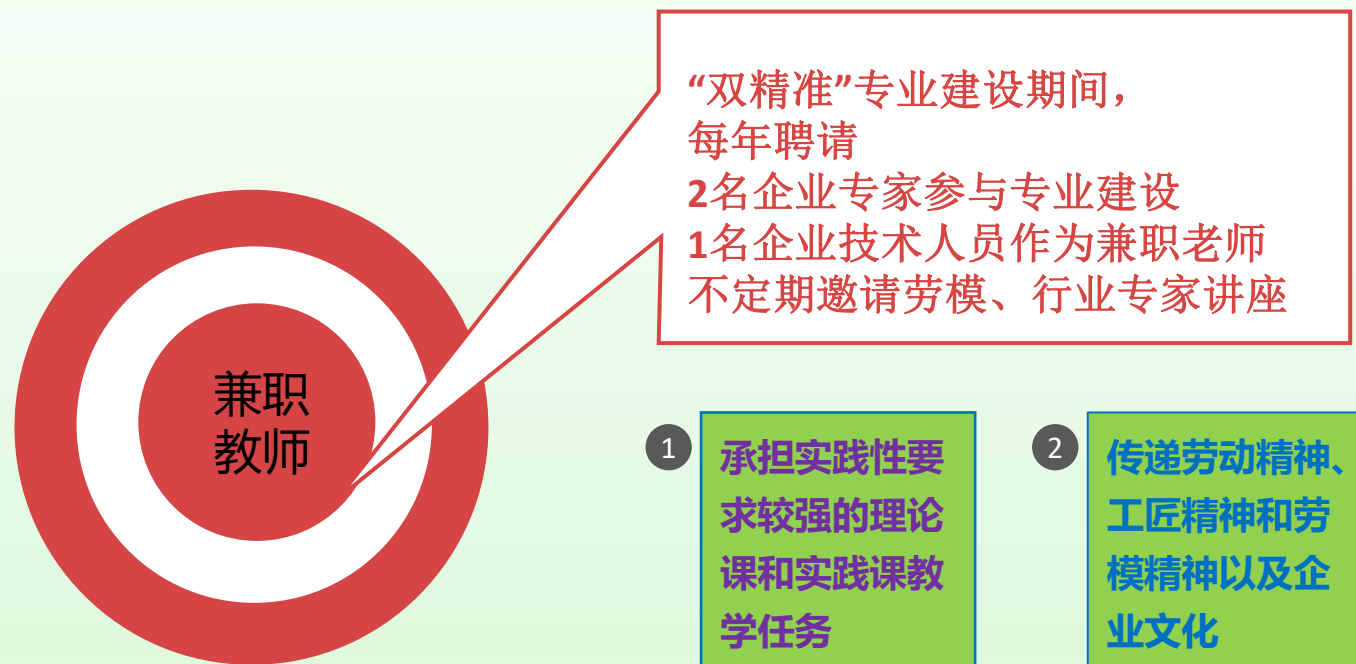 “双精准”专业建设期间，
每年聘请
2名企业专家参与专业建设
1名企业技术人员作为兼职老师
不定期邀请劳模、行业专家讲座
兼职
教师
1
承担实践性要
求较强的理论
课和实践课教
学任务
2
传递劳动精神、
工匠精神和劳
模精神以及企
业文化